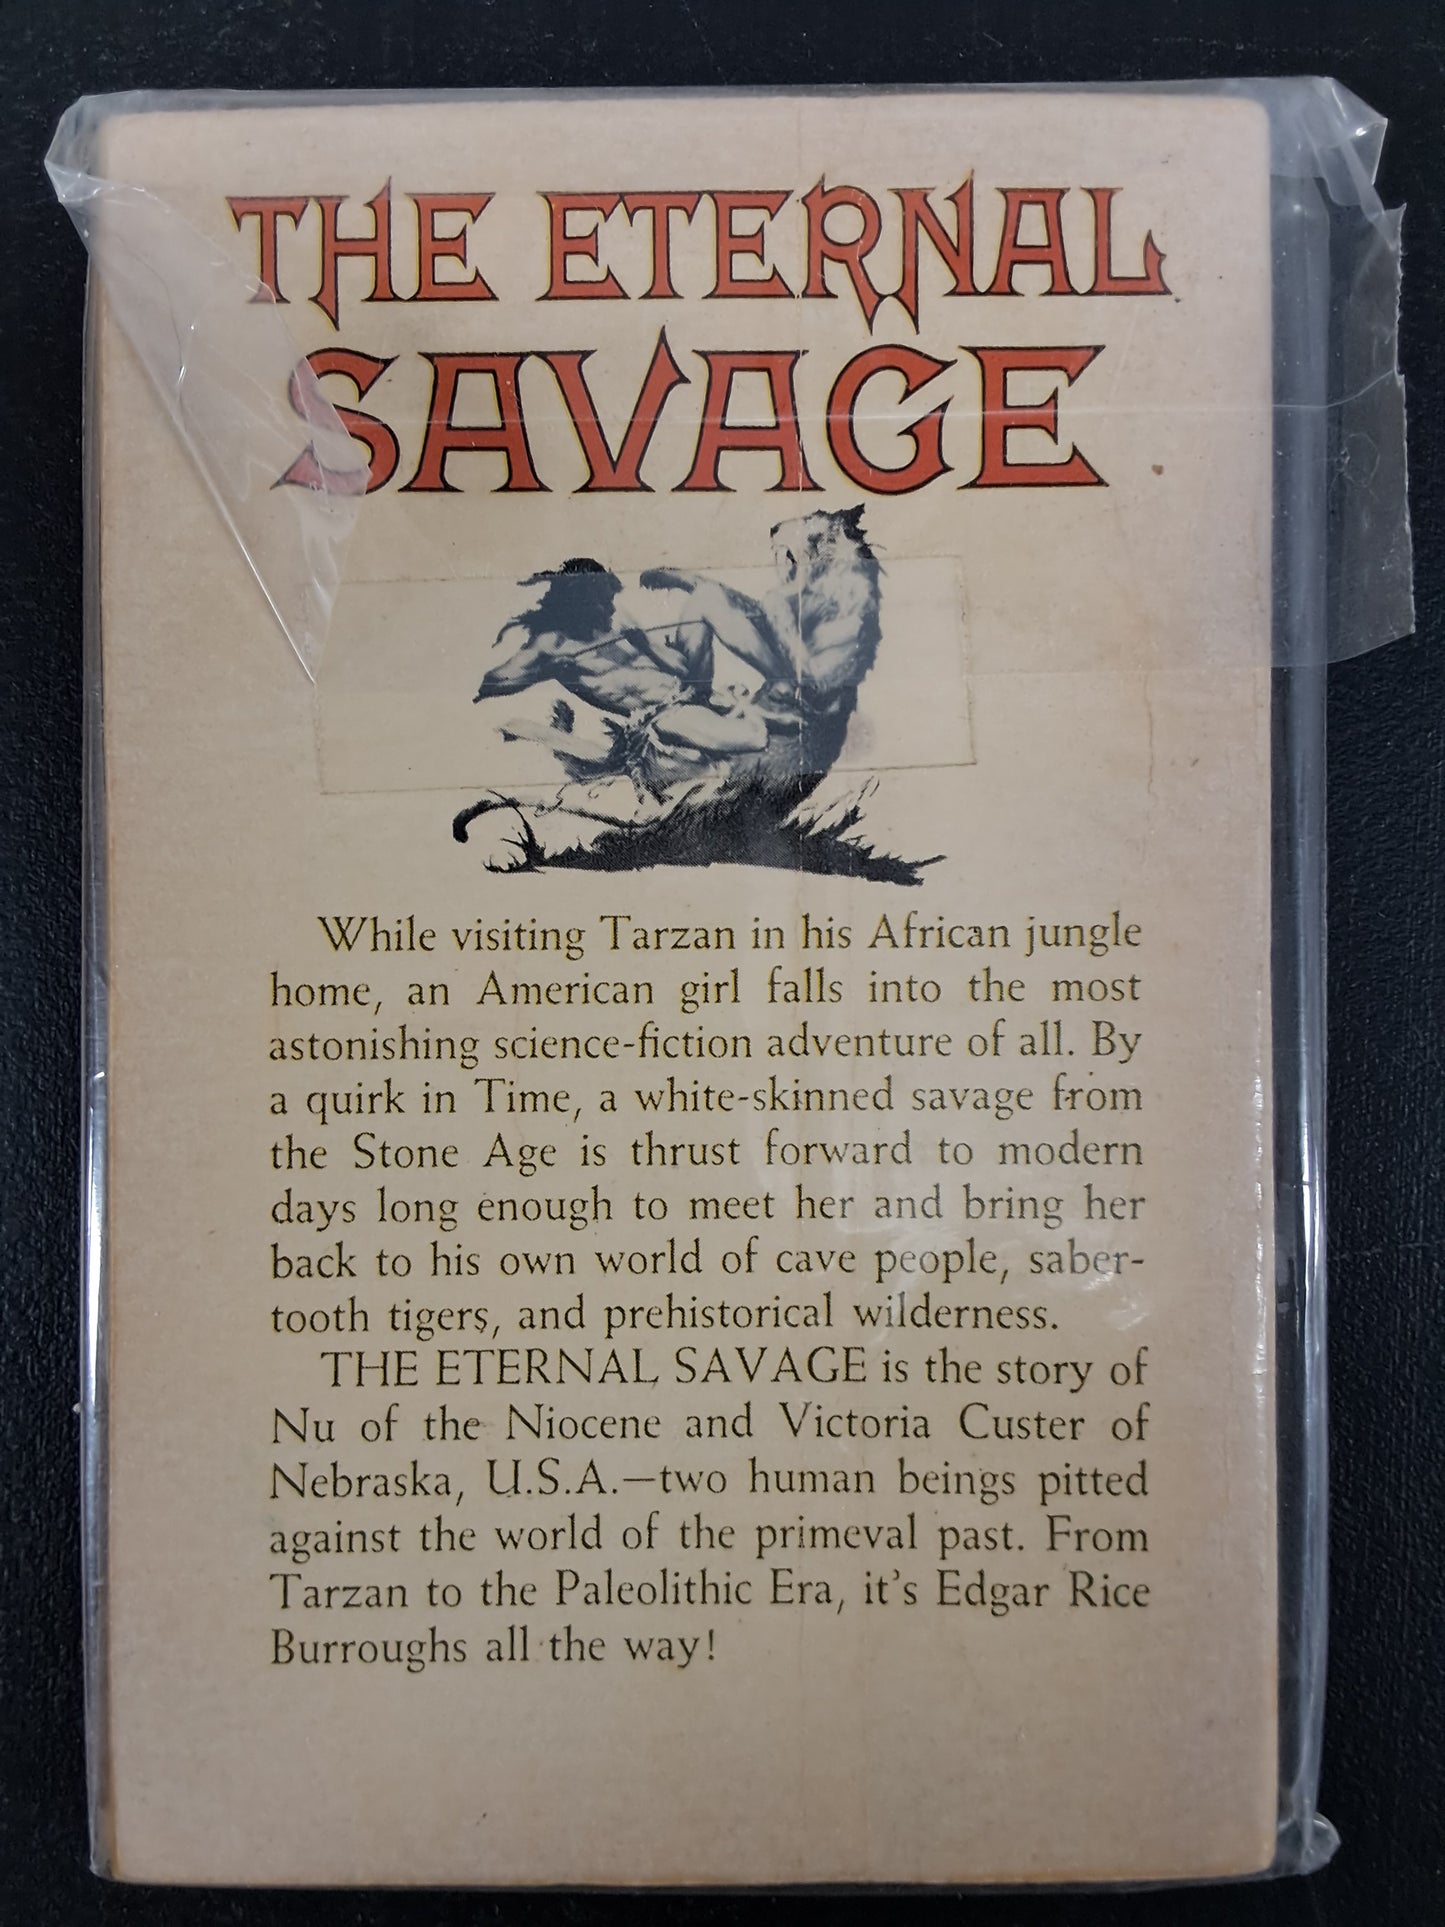 THE ETERNAL
SAVAGE
While visiting Tarzan in his African jungle
home, an American girl falls into the most
astonishing science-fiction adventure of all. By
a quirk in Time, a white-skinned savage from
the Stone Age is thrust forward to modern
days long enough to meet her and bring her
back to his own world of cave people, saber-
tooth tigers, and prehistorical wilderness.
THE ETERNAL SAVAGE is the story of
Nu of the Niocene and Victoria Custer of
Nebraska, U.S.A.—two human beings pitted
against the world of the primeval past. From
Tarzan to the Paleolithic Era, it's Edgar Rice
Burroughs all the way!